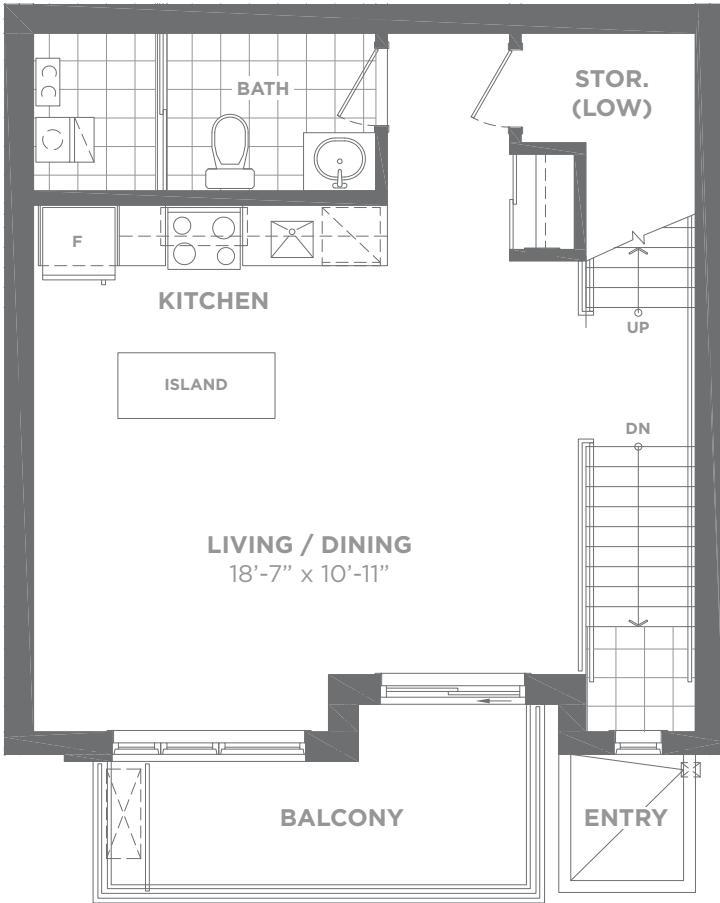 BATH
STOR.
(LOW)
F
KITCHEN
UP
ISLAND
DN
LIVING / DINING
18’-7” x 10’-11”
BALCONY
ENTRY